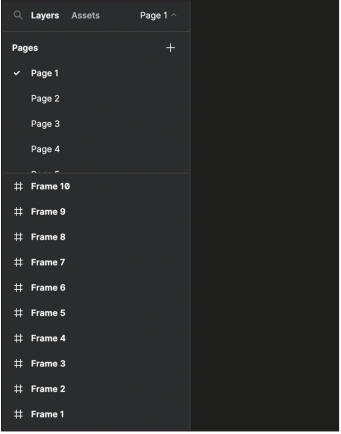 Layers Assets Page 1
Pages
Page 1
Page 2
Page 3
Page 4
Frame 10
Frame 9
Frame 8
Frame 7
Frame 6
Frame 5
Frame 4
Frame 3
Frame 2
Frame 1